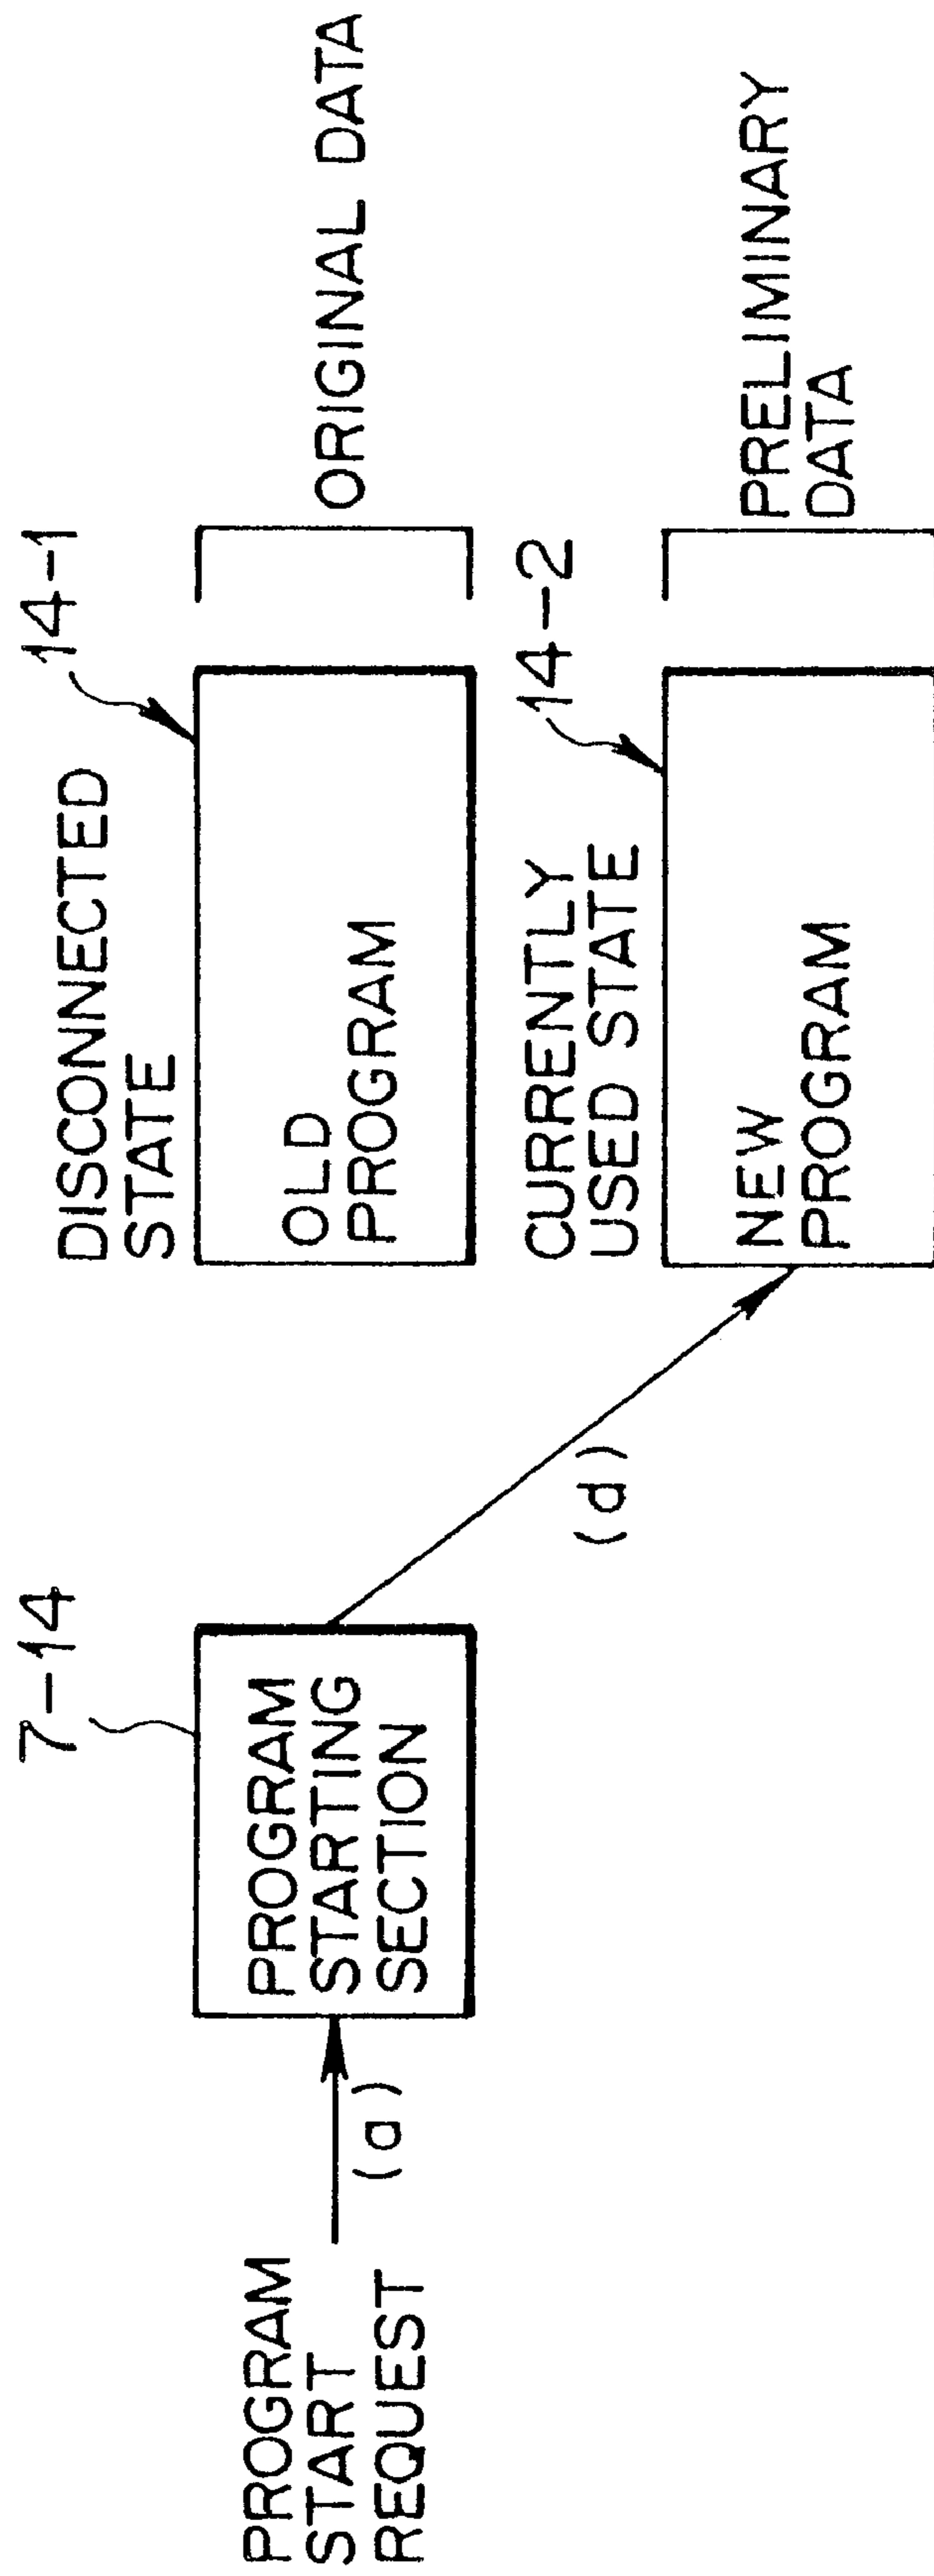 PROGRAM
START
REQUEST
(a)
7-14
PROGRAM
STARTING
SECTION
(d)
DISCONNECTED
STATE
14-1
OLD
PROGRAM
ORIGINAL DATA
CURRENTLY
USED STATE
14-2
NEW
PROGRAM
PRELIMINARY
DATA